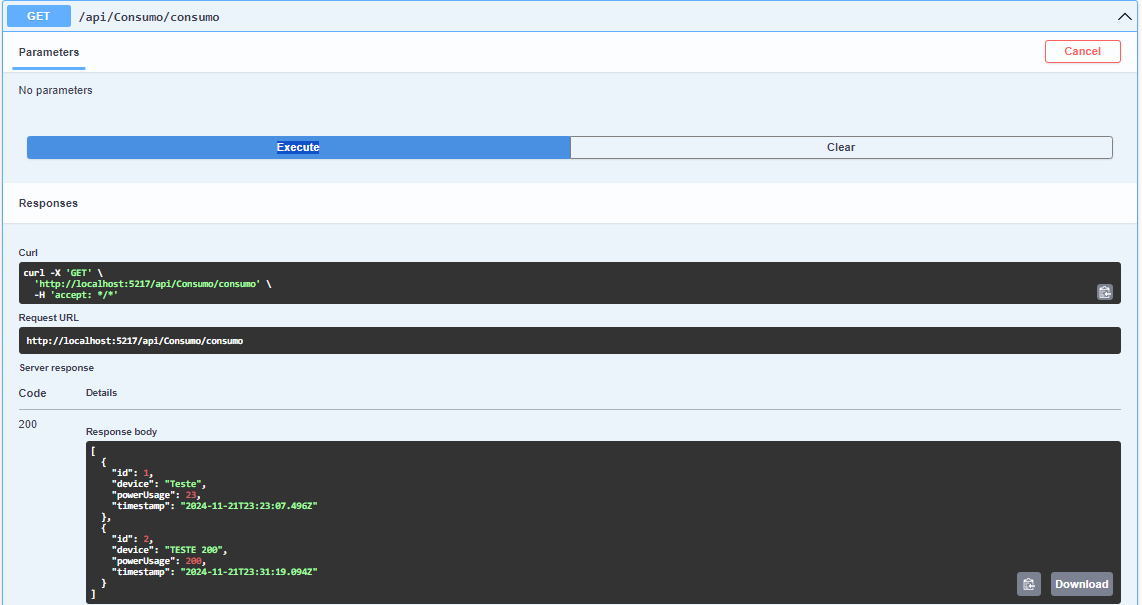 GET /api/Consumo/consumo
Parameters
Cancel
No parameters
Execute
Clear
Responses
Curl
curl -X 'GET' \
  'http://localhost:5217/api/Consumo/consumo' \
  -H 'accept: */*'
Request URL
http://localhost:5217/api/Consumo/consumo
Server response
Code Details
200
Response body
[
  {
    "id": 1,
    "device": "Teste",
    "powerUsage": 23,
    "timestamp": "2024-11-21T23:23:07.496Z"
  },
  {
    "id": 2,
    "device": "TESTE 200",
    "powerUsage": 200,
    "timestamp": "2024-11-21T23:31:19.094Z"
  }
]
Download